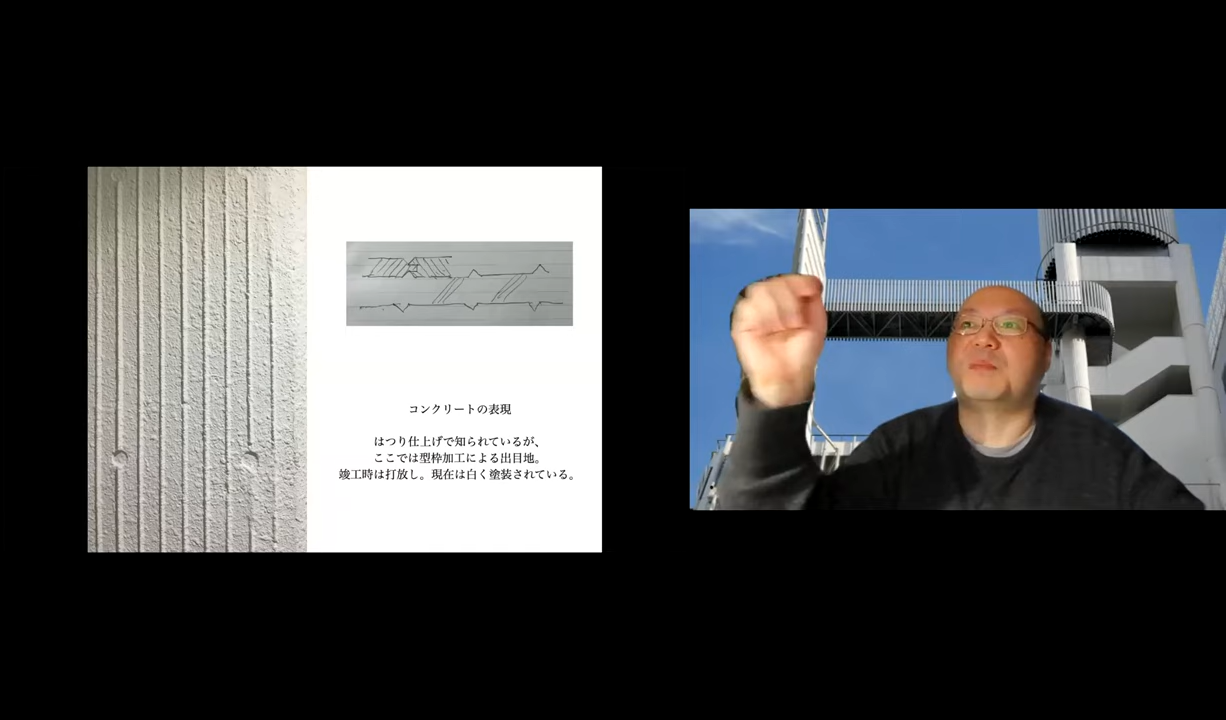 コンクリートの表現
はつり仕上げで知られているが、
ここでは型枠加工による出目地。
竣工時は打放し。現在は白く塗装されている。